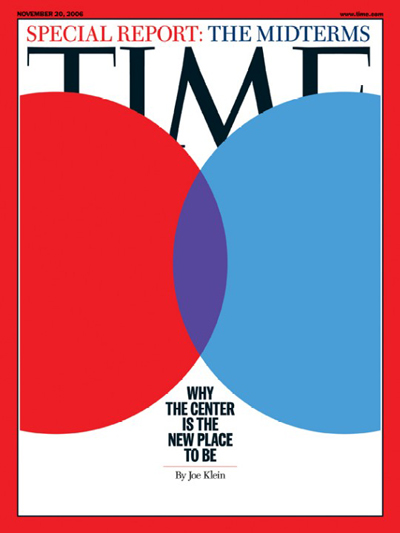 NOVEMBER 20, 2006 www.time.com
SPECIAL REPORT: THE MIDTERMS
TIME
WHY
THE CENTER
IS THE
NEW PLACE
TO BE
By Joe Klein